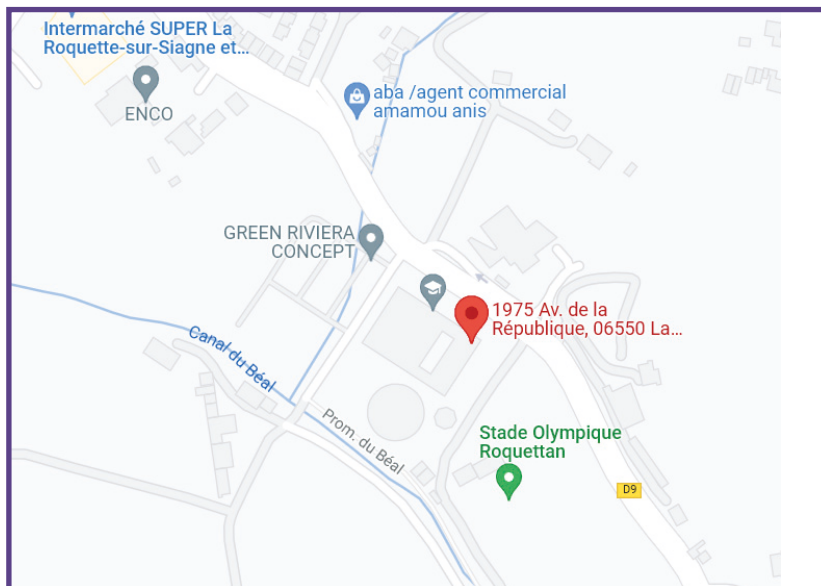 Intermarché SUPER La
Roquette-sur-Siagne et...
ENCO
aba /agent commercial
amamou anis
GREEN RIVIERA
CONCEPT
1975 Av. de la
République, 06550 La...
Canal du Béal
Prom. du Béal
Stade Olympique
Roquettan
D9